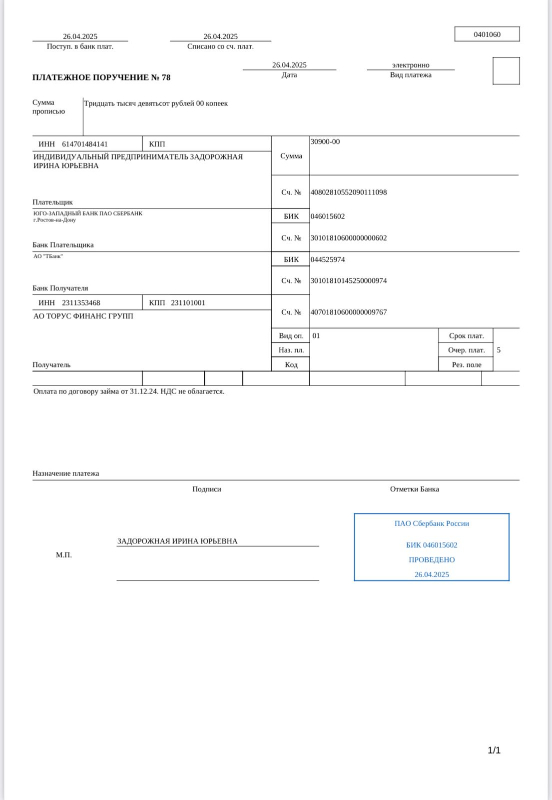 26.04.2025
26.04.2025
0401060
Поступ. в банк плат.
Списано со сч. плат.
26.04.2025
электронно
ПЛАТЕЖНОЕ ПОРУЧЕНИЕ № 78
Дата
Вид платежа
Сумма прописью
Тридцать тысяч девятьсот рублей 00 копеек
ИНН 614701484141
КПП
Сумма
30900-00
ИНДИВИДУАЛЬНЫЙ ПРЕДПРИНИМАТЕЛЬ ЗАДОРОЖНАЯ
ИРИНА ЮРЬЕВНА
Сч. №
40802810552090111098
Плательщик
ЮГО-ЗАПАДНЫЙ БАНК ПАО СБЕРБАНК
г.Ростов-на-Дону
БИК
046015602
Сч. №
30101810600000000602
Банк Плательщика
АО "ТБанк"
БИК
044525974
Сч. №
30101810145250000974
Банк Получателя
ИНН 2311353468
КПП 231101001
Сч. №
40701810600000009767
АО ТОРУС ФИНАНС ГРУПП
Вид оп.
01
Срок плат.
Наз. пл.
Очер. плат.
5
Получатель
Код
Рез. поле
Оплата по договору займа от 31.12.24. НДС не облагается.
Назначение платежа
Подписи
Отметки Банка
ПАО Сбербанк России
ЗАДОРОЖНАЯ ИРИНА ЮРЬЕВНА
БИК 046015602
М.П.
ПРОВЕДЕНО
26.04.2025
1/1